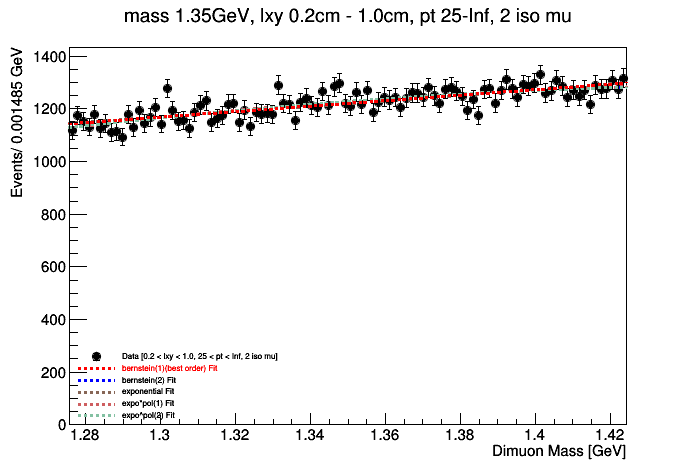 mass 1.35GeV, lxy 0.2cm - 1.0cm, pt 25-Inf, 2 iso mu
Events/ 0.001485 GeV
1400
1200
1000
800
600
400
200
0
Data [0.2 < lxy < 1.0, 25 < pt < Inf, 2 iso mu]
bernstein(1)(best order) Fit
bernstein(2) Fit
exponential Fit
expo*pol(1) Fit
expo*pol(2) Fit
1.28 1.3 1.32 1.34 1.36 1.38 1.4 1.42
Dimuon Mass [GeV]